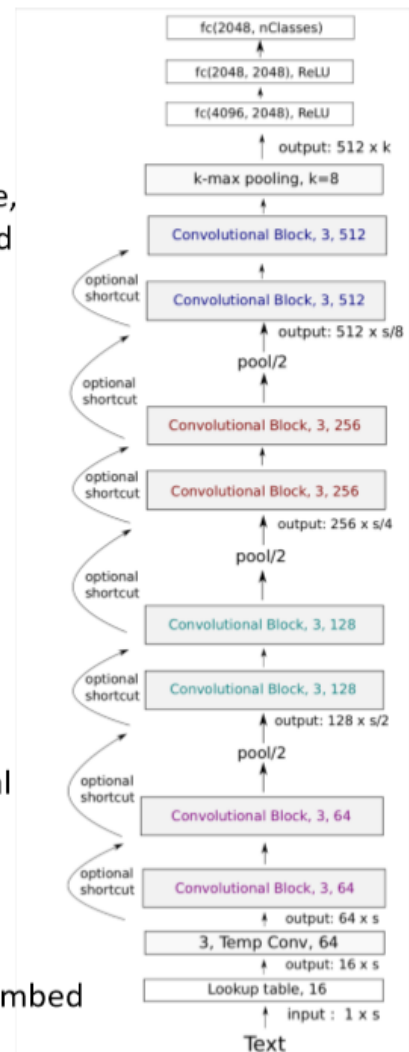 fc(2048, nClasses)
fc(2048, 2048), ReLU
fc(4096, 2048), ReLU
output: 512 x k
k-max pooling, k=8
e,
d
Convolutional Block, 3, 512
optional
shortcut
Convolutional Block, 3, 512
output: 512 x s/8
pool/2
optional
shortcut
Convolutional Block, 3, 256
optional
shortcut
Convolutional Block, 3, 256
output: 256 x s/4
pool/2
optional
shortcut
Convolutional Block, 3, 128
optional
shortcut
Convolutional Block, 3, 128
output: 128 x s/2
pool/2
al
optional
shortcut
Convolutional Block, 3, 64
optional
shortcut
Convolutional Block, 3, 64
output: 64 x s
3, Temp Conv, 64
output: 16 x s
mbed
Lookup table, 16
input : 1 x s
Text